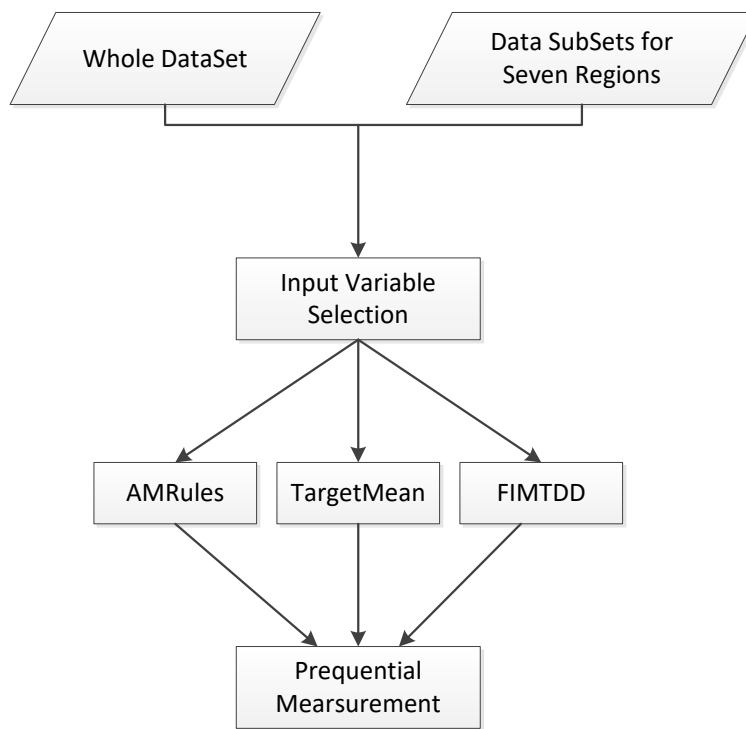 Whole DataSet
Data SubSets for
Seven Regions
Input Variable
Selection
AMRules
TargetMean
FIMTDD
Prequential
Mearsurement